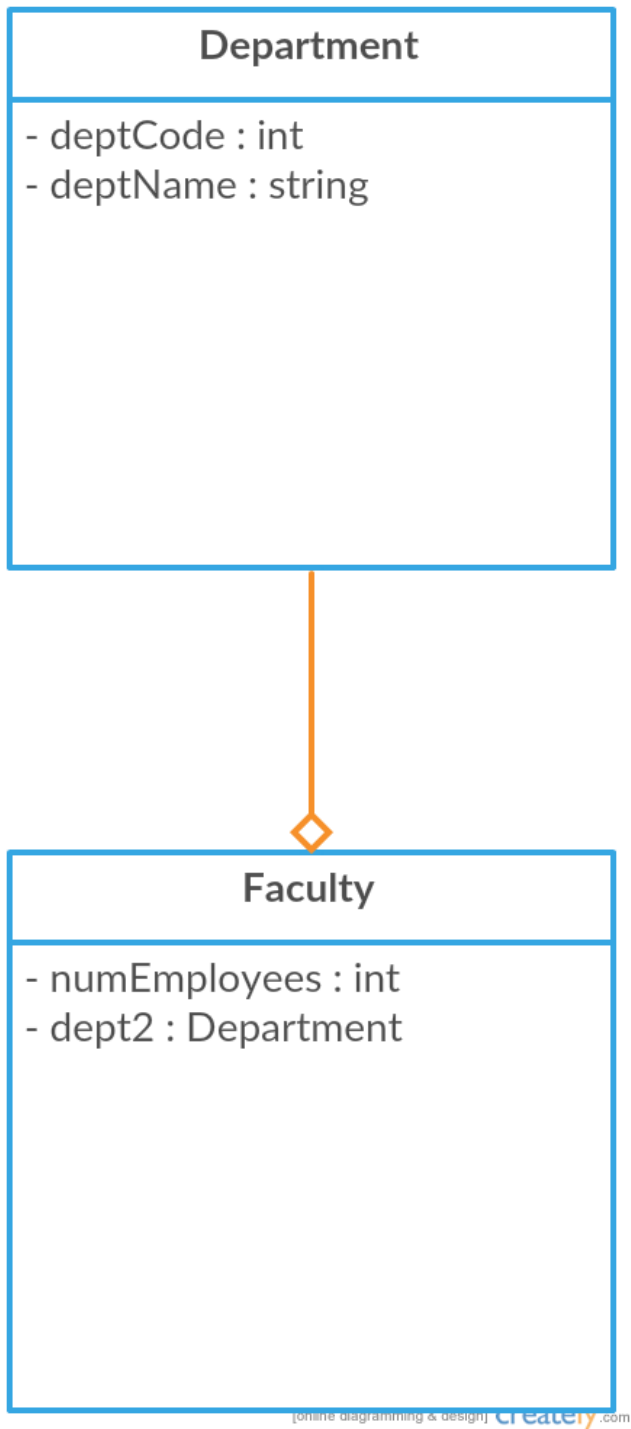 Department
- deptCode : int
- deptName : string
Faculty
- numEmployees : int
- dept2 : Department
[online diagramming & design] creately.com